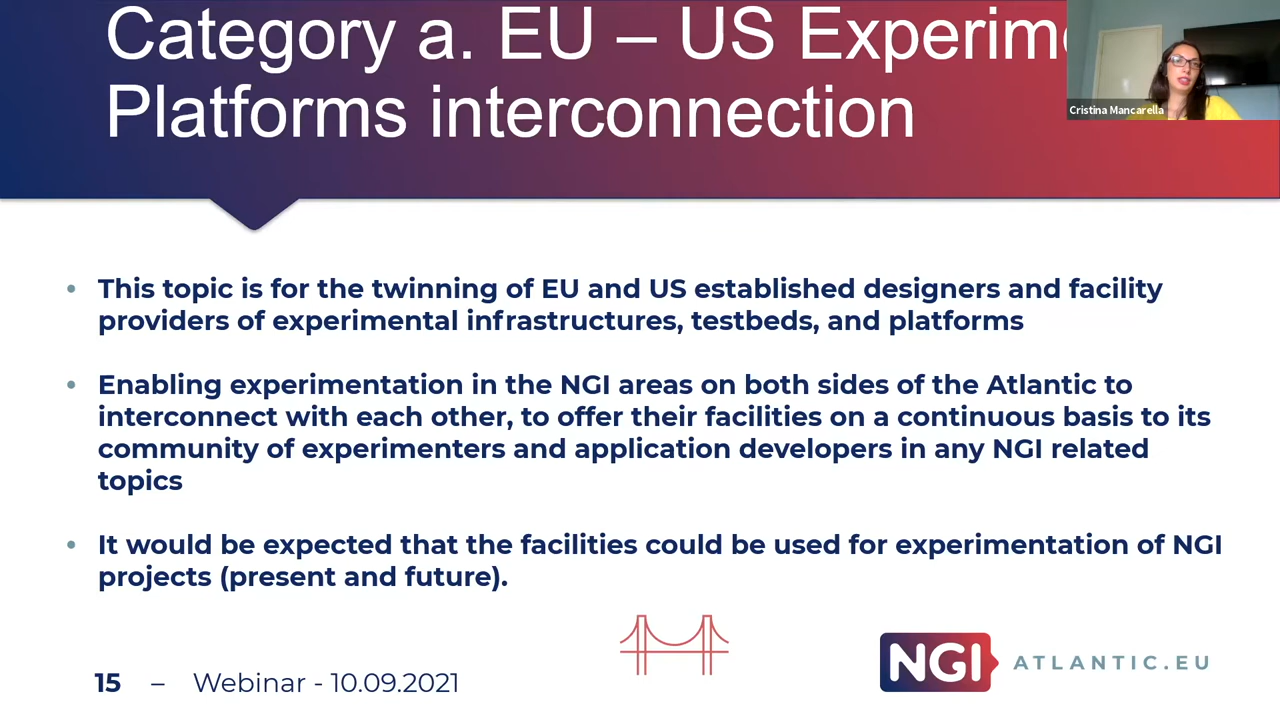 Category a. EU – US Experim
Platforms interconnection
Cristina Mancarella
• This topic is for the twinning of EU and US established designers and facility
providers of experimental infrastructures, testbeds, and platforms
• Enabling experimentation in the NGI areas on both sides of the Atlantic to
interconnect with each other, to offer their facilities on a continuous basis to its
community of experimenters and application developers in any NGI related
topics
• It would be expected that the facilities could be used for experimentation of NGI
projects (present and future).
15 – Webinar - 10.09.2021
NGI ATLANTIC.EU